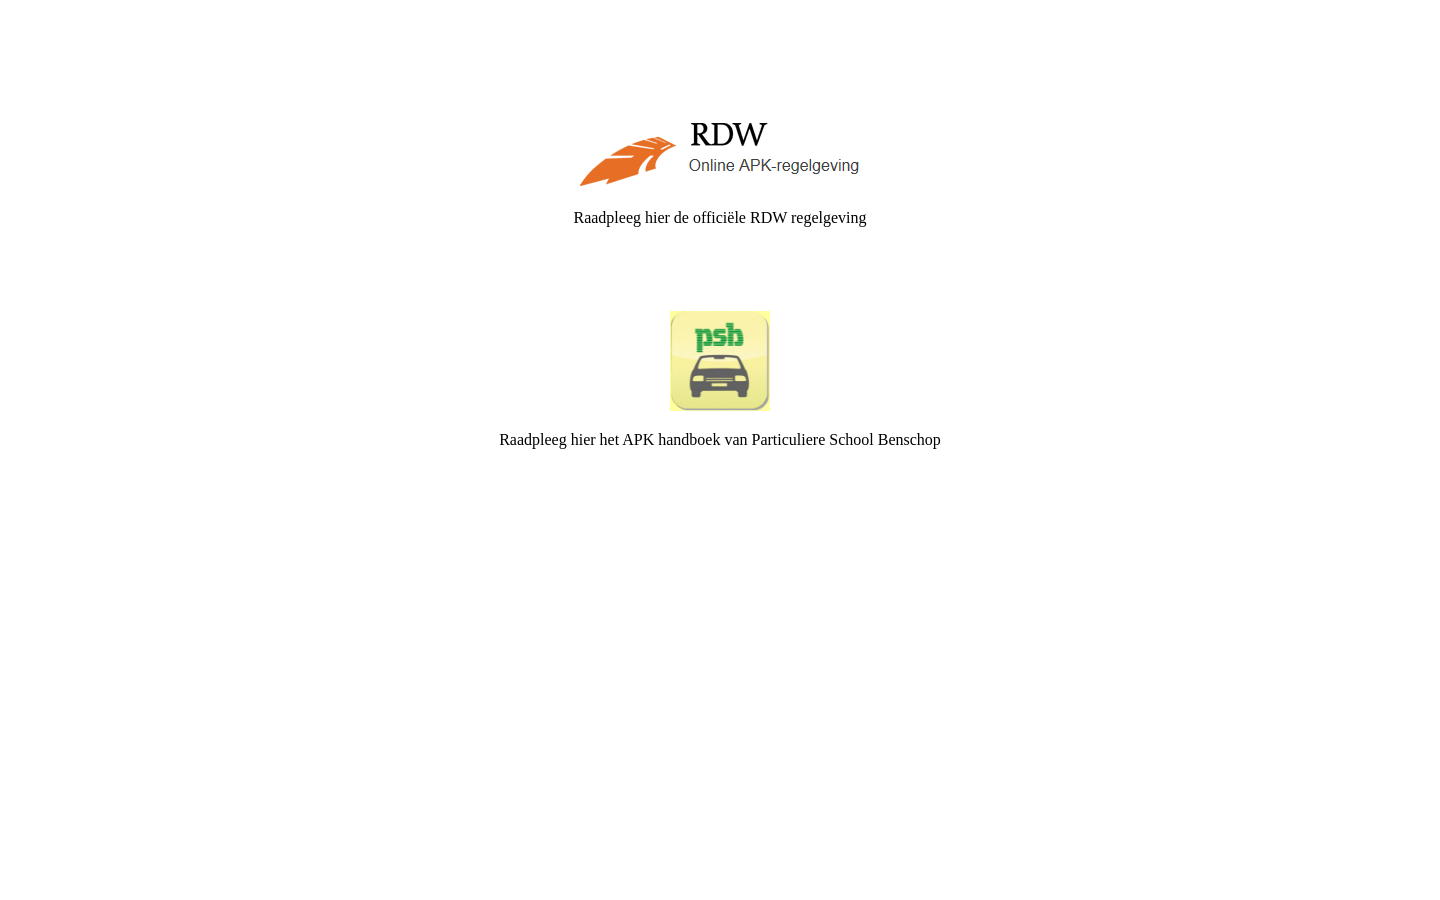 RDW
Online APK-regelgeving
Raadpleeg hier de officiële RDW regelgeving
psb
Raadpleeg hier het APK handboek van Particuliere School Benschop